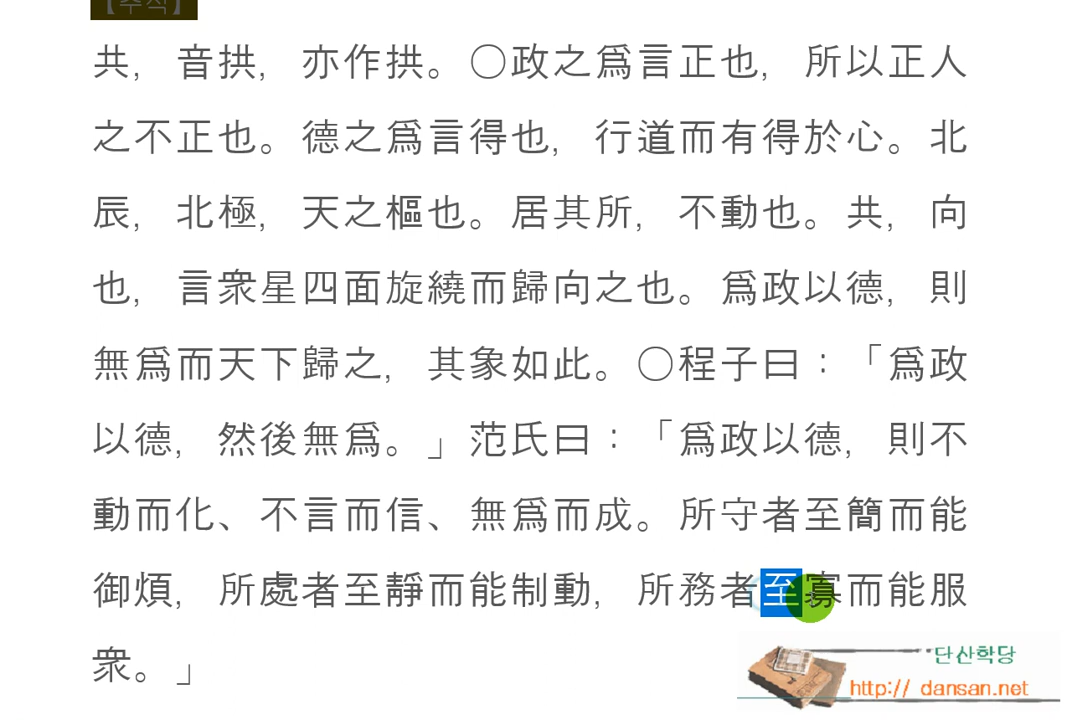 【주석】
共, 音拱, 亦作拱。○政之爲言正也, 所以正人
之不正也。德之爲言得也, 行道而有得於心。北
辰, 北極, 天之樞也。居其所, 不動也。共, 向
也, 言衆星四面旋繞而歸向之也。爲政以德, 則
無爲而天下歸之, 其象如此。○程子曰：「爲政
以德, 然後無爲。」范氏曰：「爲政以德, 則不
動而化、不言而信、無爲而成。所守者至簡而能
御煩, 所處者至靜而能制動, 所務者至寡而能服
衆。」
단산학당
http:// dansan.net